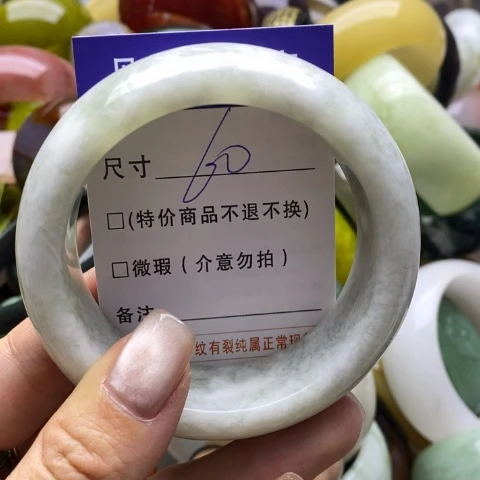 尺寸 60
□(特价商品不退不换)
□微瑕(介意勿拍)
备注
纹有裂纯属正常现